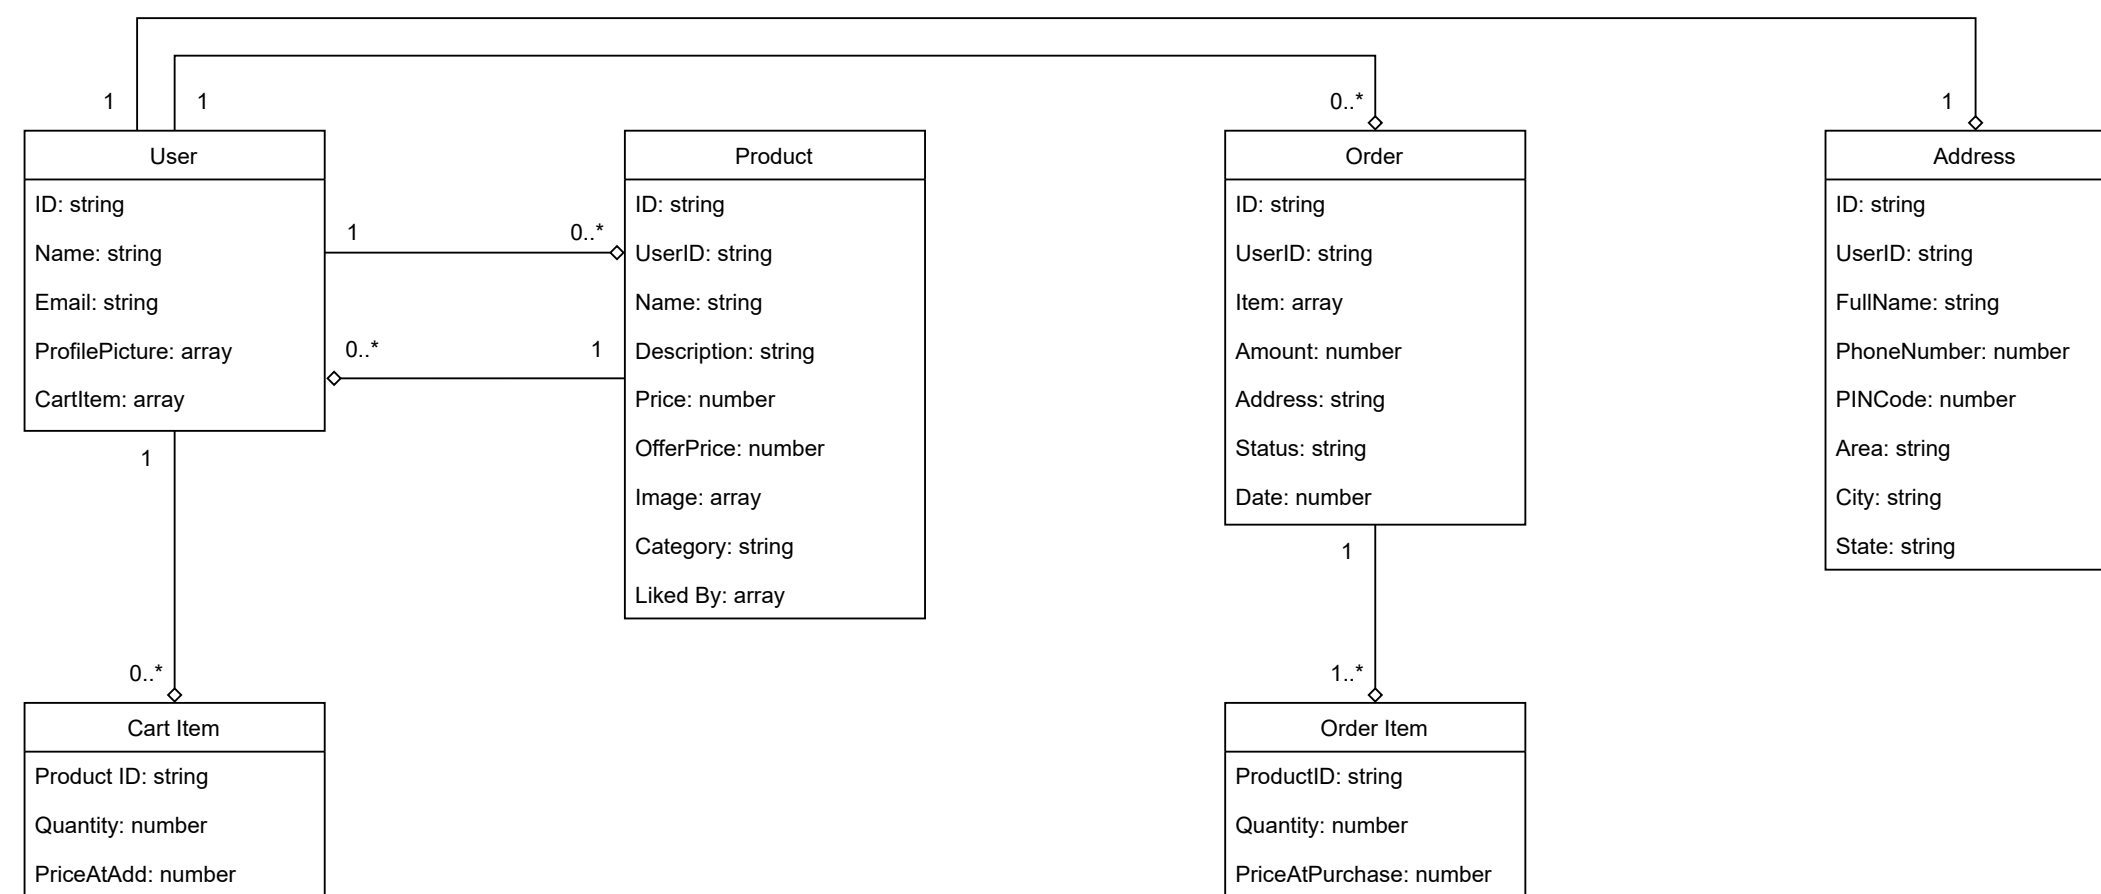 1
1
0..*
1
User
ID: string
Name: string
Email: string
ProfilePicture: array
CartItem: array
1
0..*
0..*
1
Product
ID: string
UserID: string
Name: string
Description: string
Price: number
OfferPrice: number
Image: array
Category: string
Liked By: array
Order
ID: string
UserID: string
Item: array
Amount: number
Address: string
Status: string
Date: number
Address
ID: string
UserID: string
FullName: string
PhoneNumber: number
PINCode: number
Area: string
City: string
State: string
1
0..*
Cart Item
Product ID: string
Quantity: number
PriceAtAdd: number
1
1..*
Order Item
ProductID: string
Quantity: number
PriceAtPurchase: number